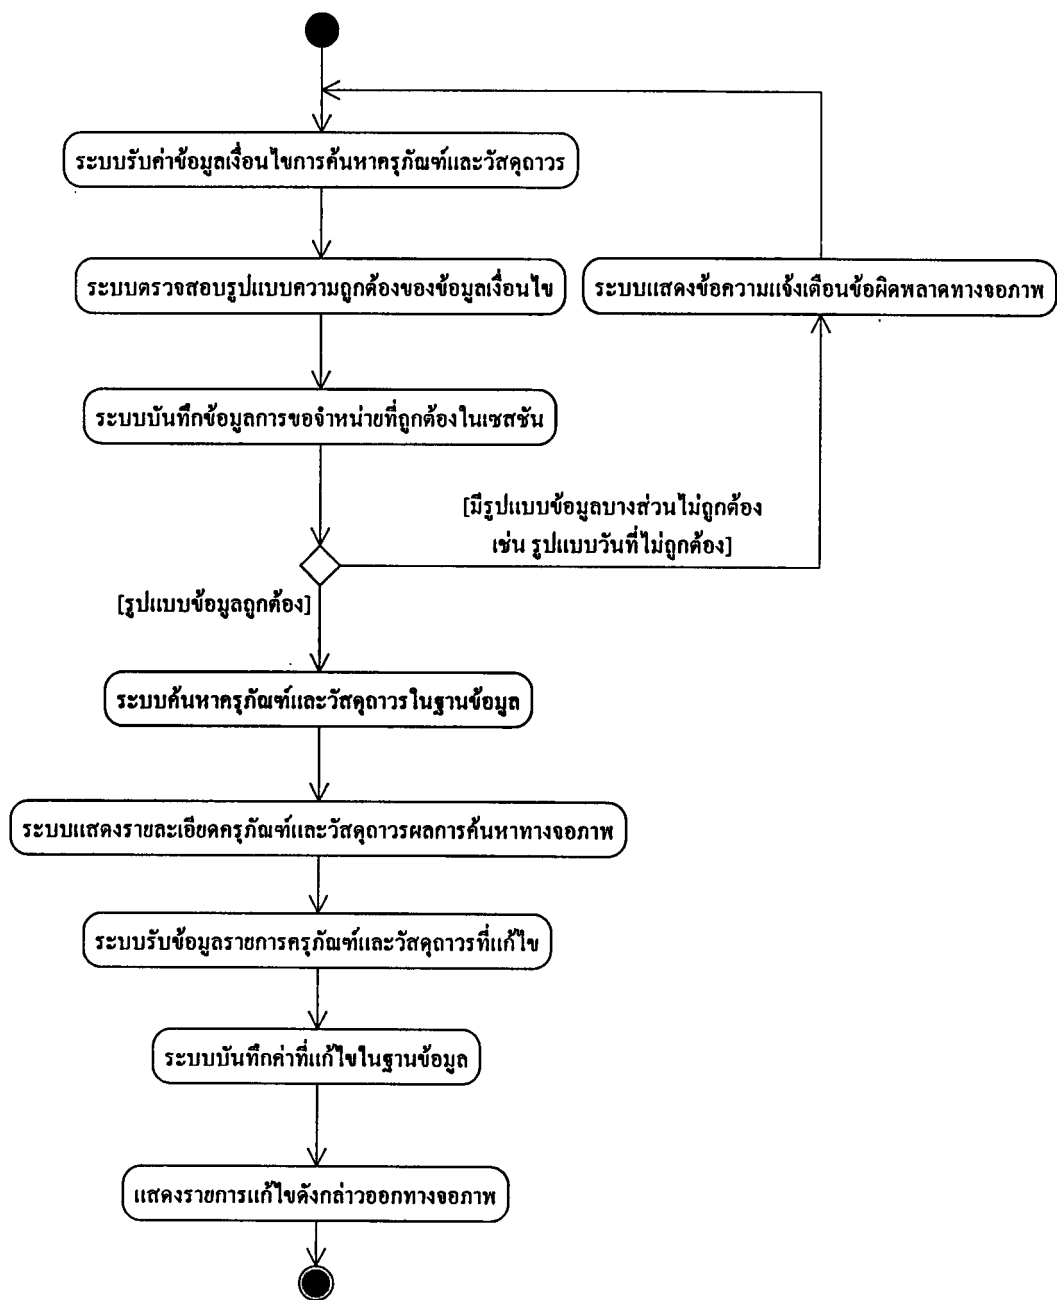 ระบบรับค่าข้อมูลเงื่อนไขการค้นหาครุภัณฑ์และวัสดุถาวร
ระบบตรวจสอบรูปแบบความถูกต้องของข้อมูลเงื่อนไข
ระบบแสดงข้อความแจ้งเตือนข้อผิดพลาดทางจอภาพ
ระบบบันทึกข้อมูลการขอจำหน่ายที่ถูกต้องในเซสชัน
[มีรูปแบบข้อมูลบางส่วนไม่ถูกต้อง
เช่น รูปแบบวันที่ไม่ถูกต้อง]
[รูปแบบข้อมูลถูกต้อง]
ระบบค้นหาครุภัณฑ์และวัสดุถาวรในฐานข้อมูล
ระบบแสดงรายละเอียดครุภัณฑ์และวัสดุถาวรผลการค้นหาทางจอภาพ
ระบบรับข้อมูลรายการครุภัณฑ์และวัสดุถาวรที่แก้ไข
ระบบบันทึกค่าที่แก้ไขในฐานข้อมูล
แสดงรายการแก้ไขดังกล่าวออกทางจอภาพ